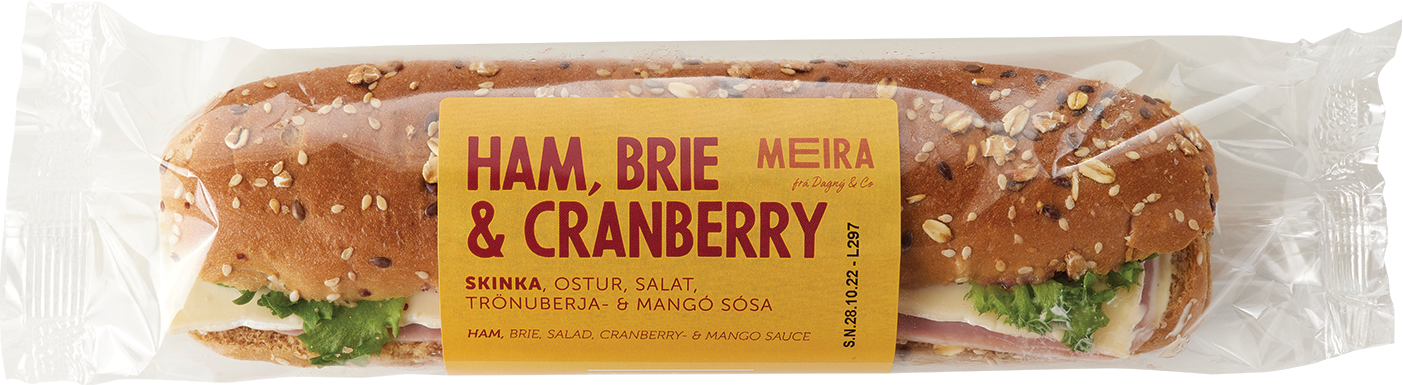 HAM, BRIE
& CRANBERRY
MEIRA
frá Dagný & Co
SKINKA, OSTUR, SALAT,
TRÖNUBERJA- & MANGÓ SÓSA
HAM, BRIE, SALAD, CRANBERRY- & MANGO SAUCE
S.N.28.10.22 - L297